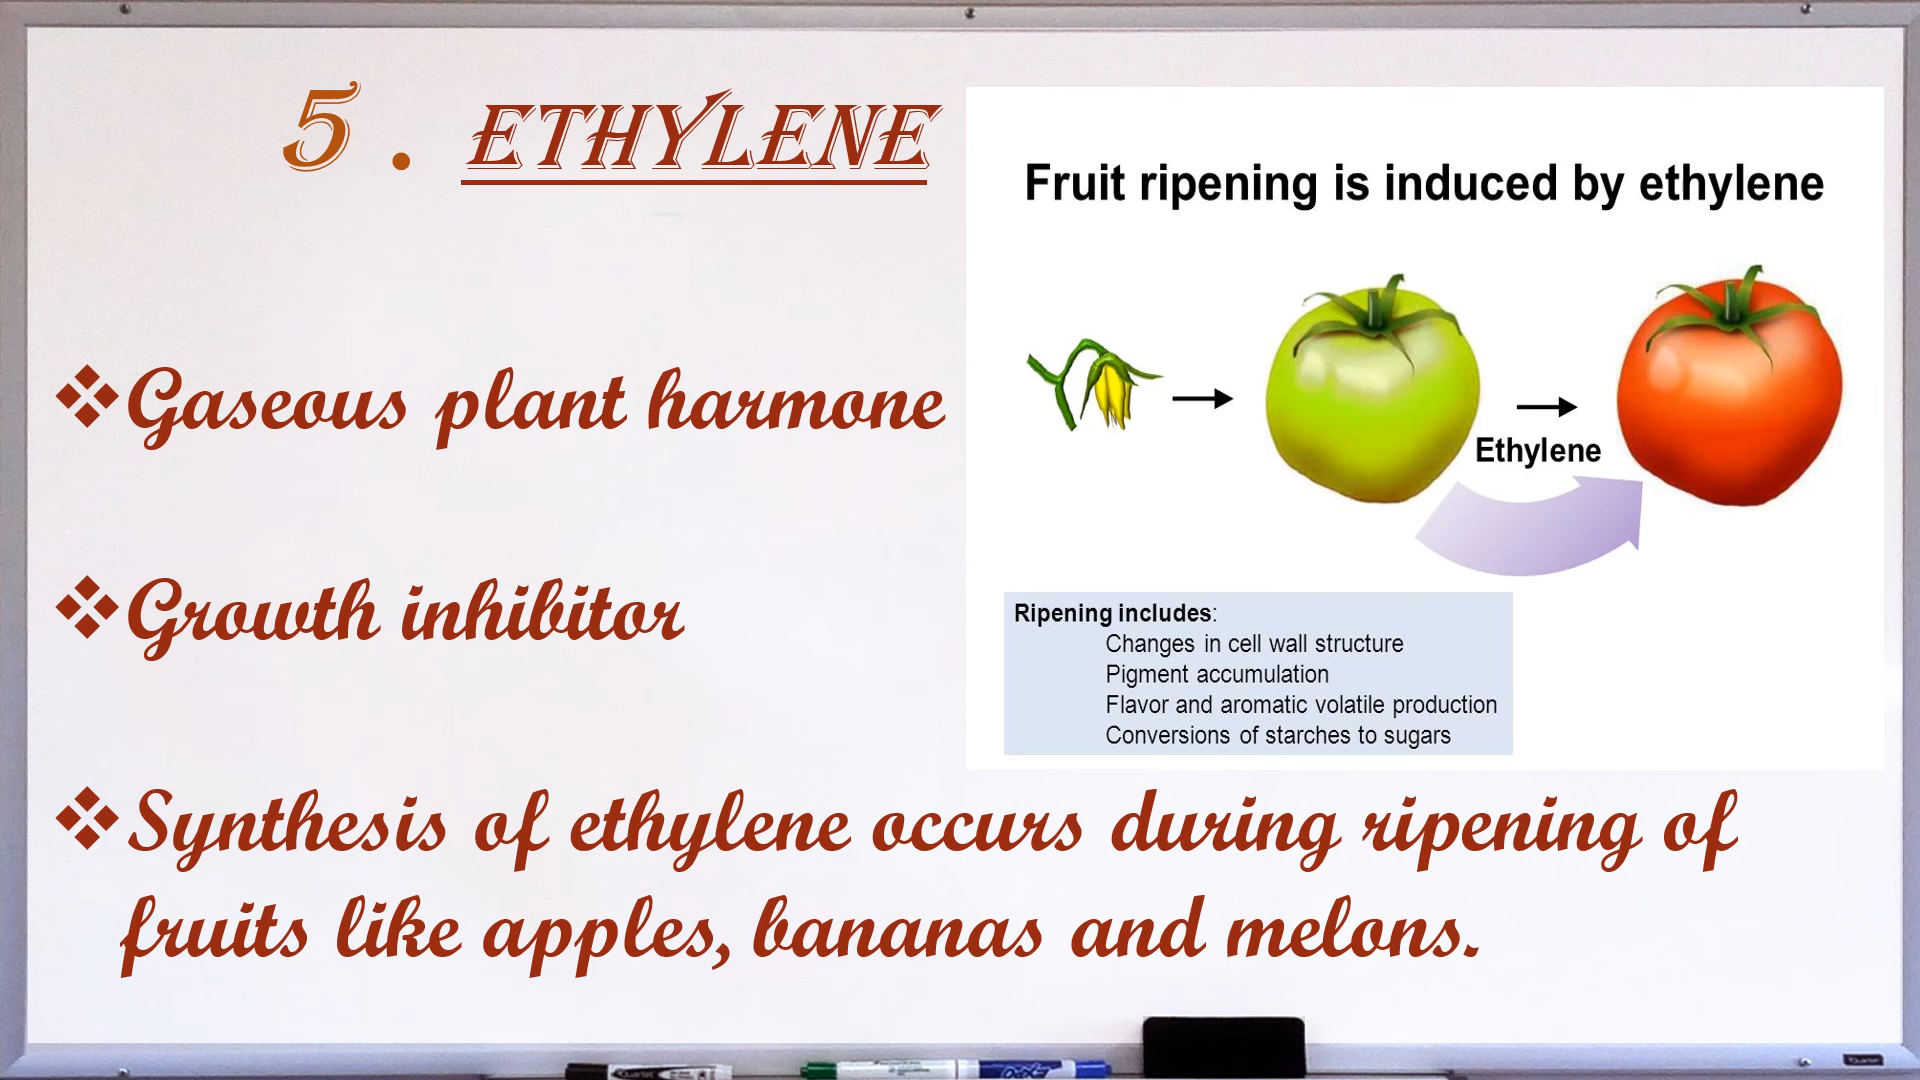 5 . ETHYLENE
Fruit ripening is induced by ethylene
Ethylene
Ripening includes:
Changes in cell wall structure
Pigment accumulation
Flavor and aromatic volatile production
Conversions of starches to sugars
❖Gaseous plant harmone
❖Growth inhibitor
❖Synthesis of ethylene occurs during ripening of
fruits like apples, bananas and melons.
Quartet